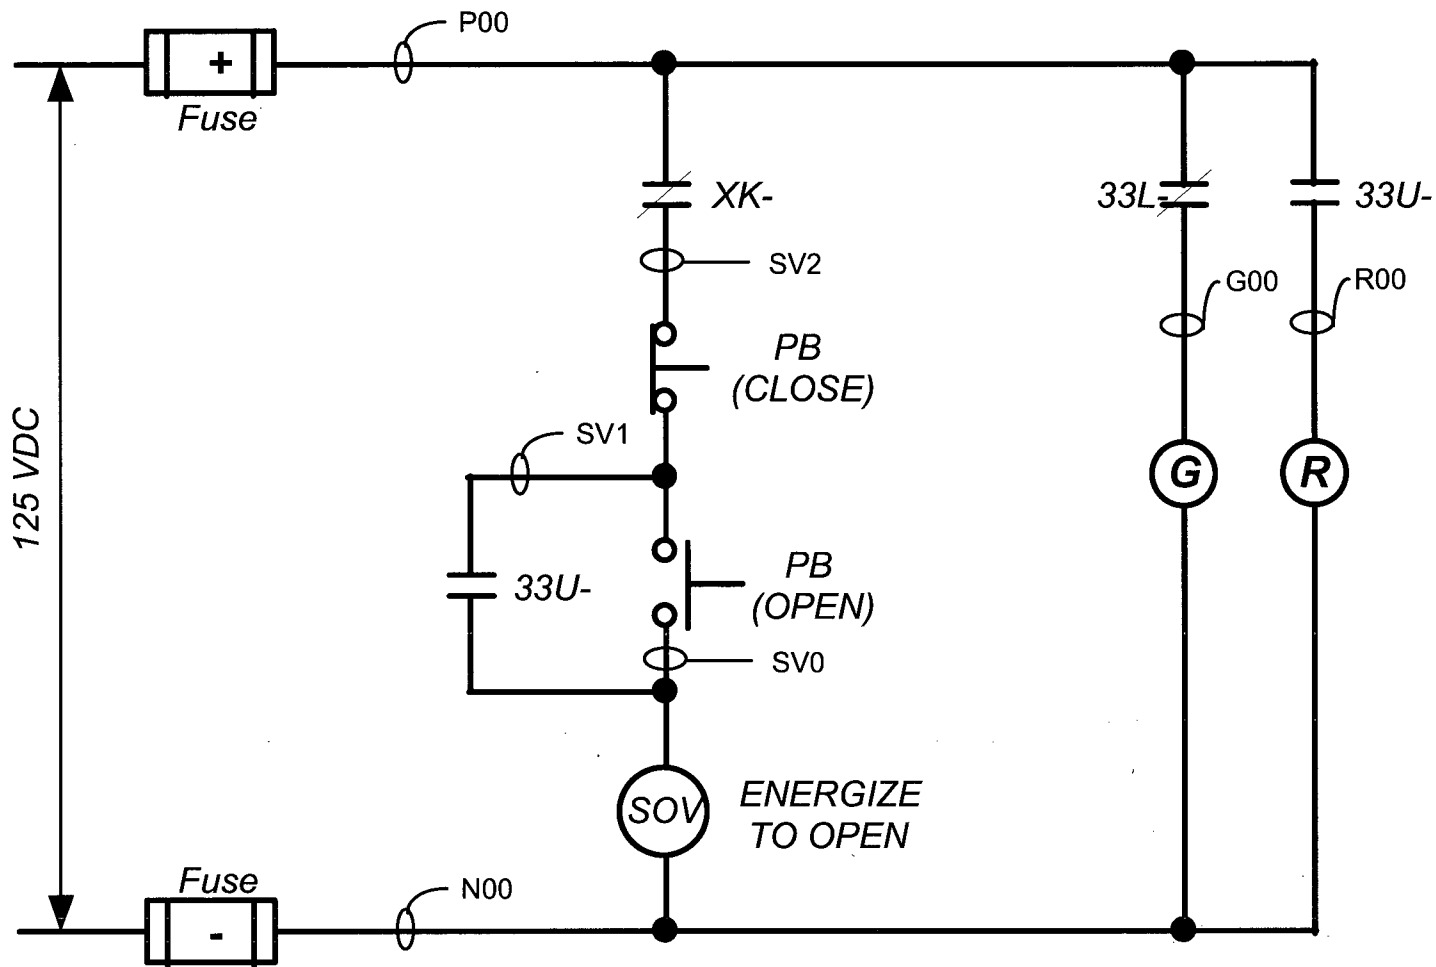 P00
+
Fuse
XK-
33L-
33U-
SV2
G00
R00
PB
(CLOSE)
125 VDC
SV1
G
R
33U-
PB
(OPEN)
SV0
SOV
ENERGIZE
TO OPEN
Fuse
N00
-